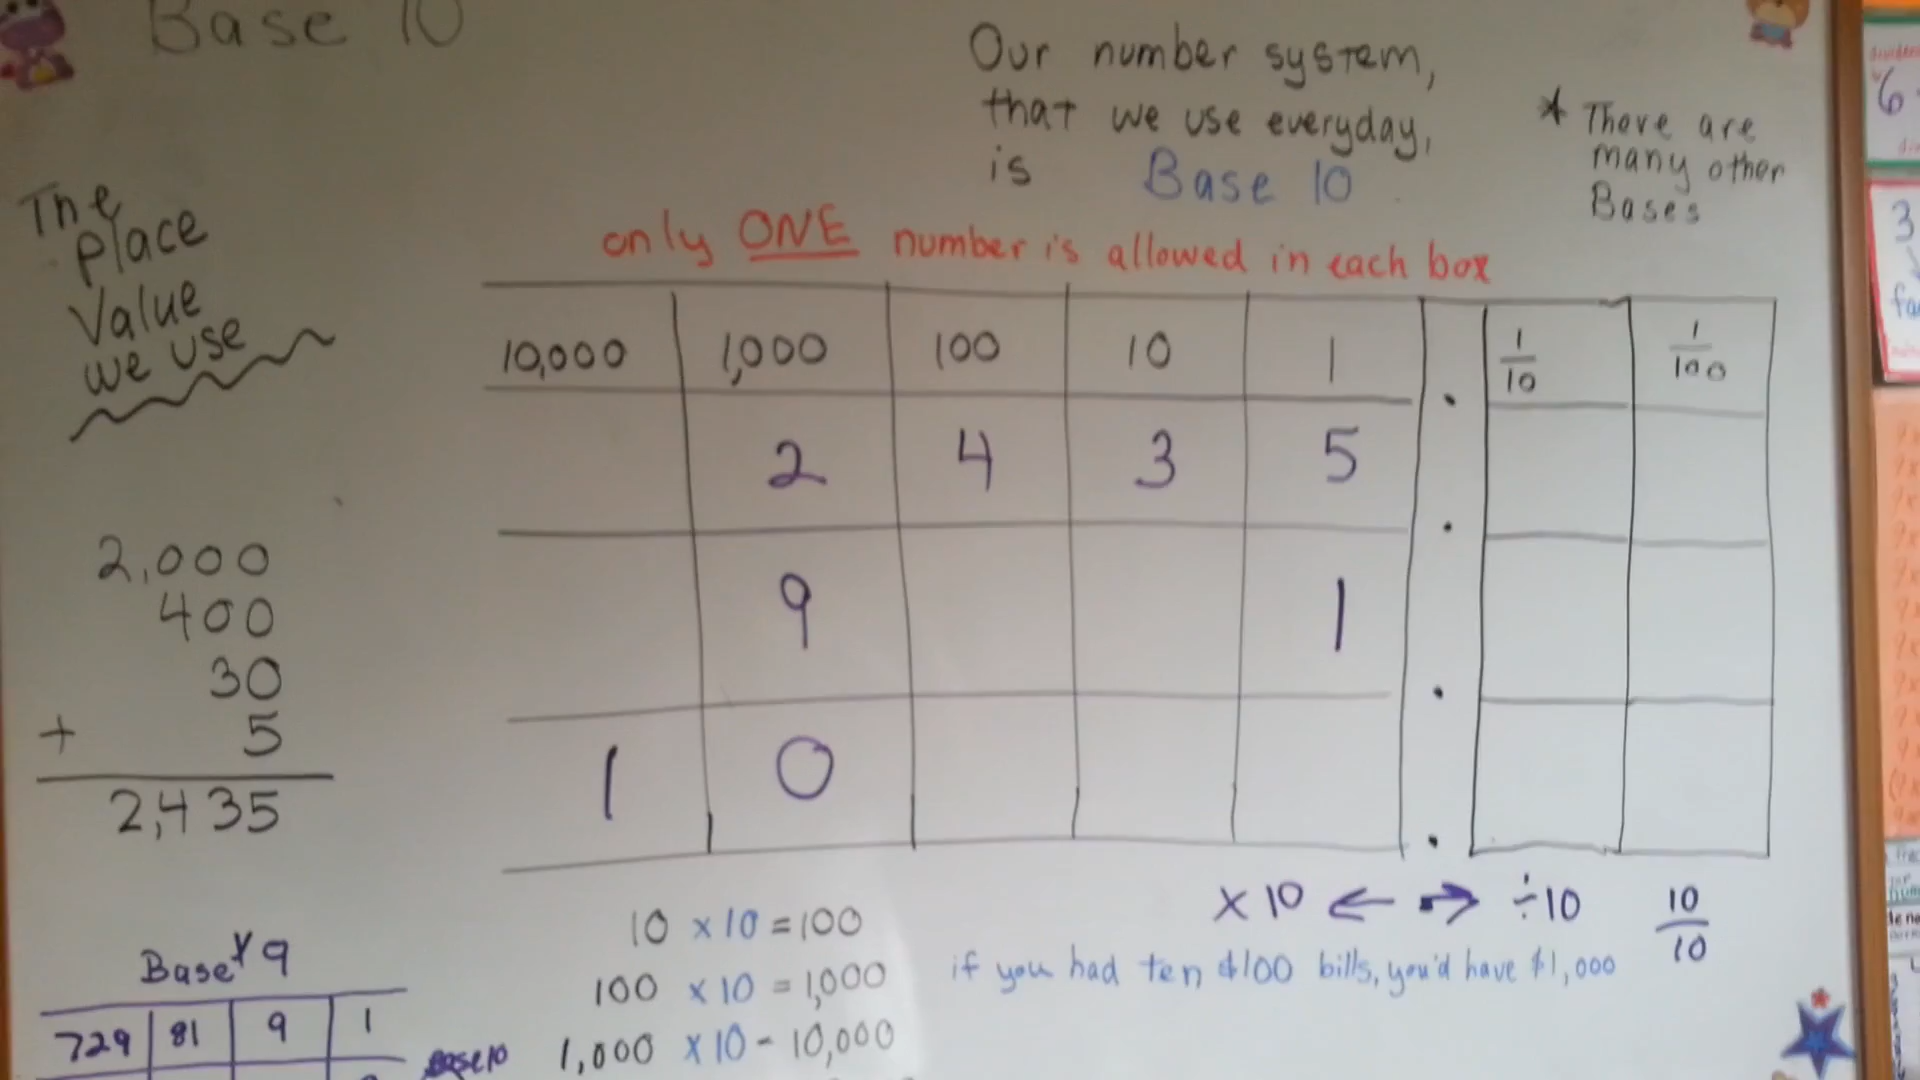 Base 10
Our number system,
that we use everyday,
is Base 10
* There are
many other
Bases
The
Place
Value
we use
only ONE number is allowed in each box
10,000 1,000 100 10 1 . 1/10 1/100
2 4 3 5 .
9 1 .
1 0 .
2,000
400
30
+ 5
2,435
x 10 ← → ÷10 10/10
if you had ten $100 bills, you'd have $1,000
10 x 10 = 100
100 x 10 = 1,000
1,000 x 10 - 10,000
Base 9
729 81 9 1
Base 10
6
3